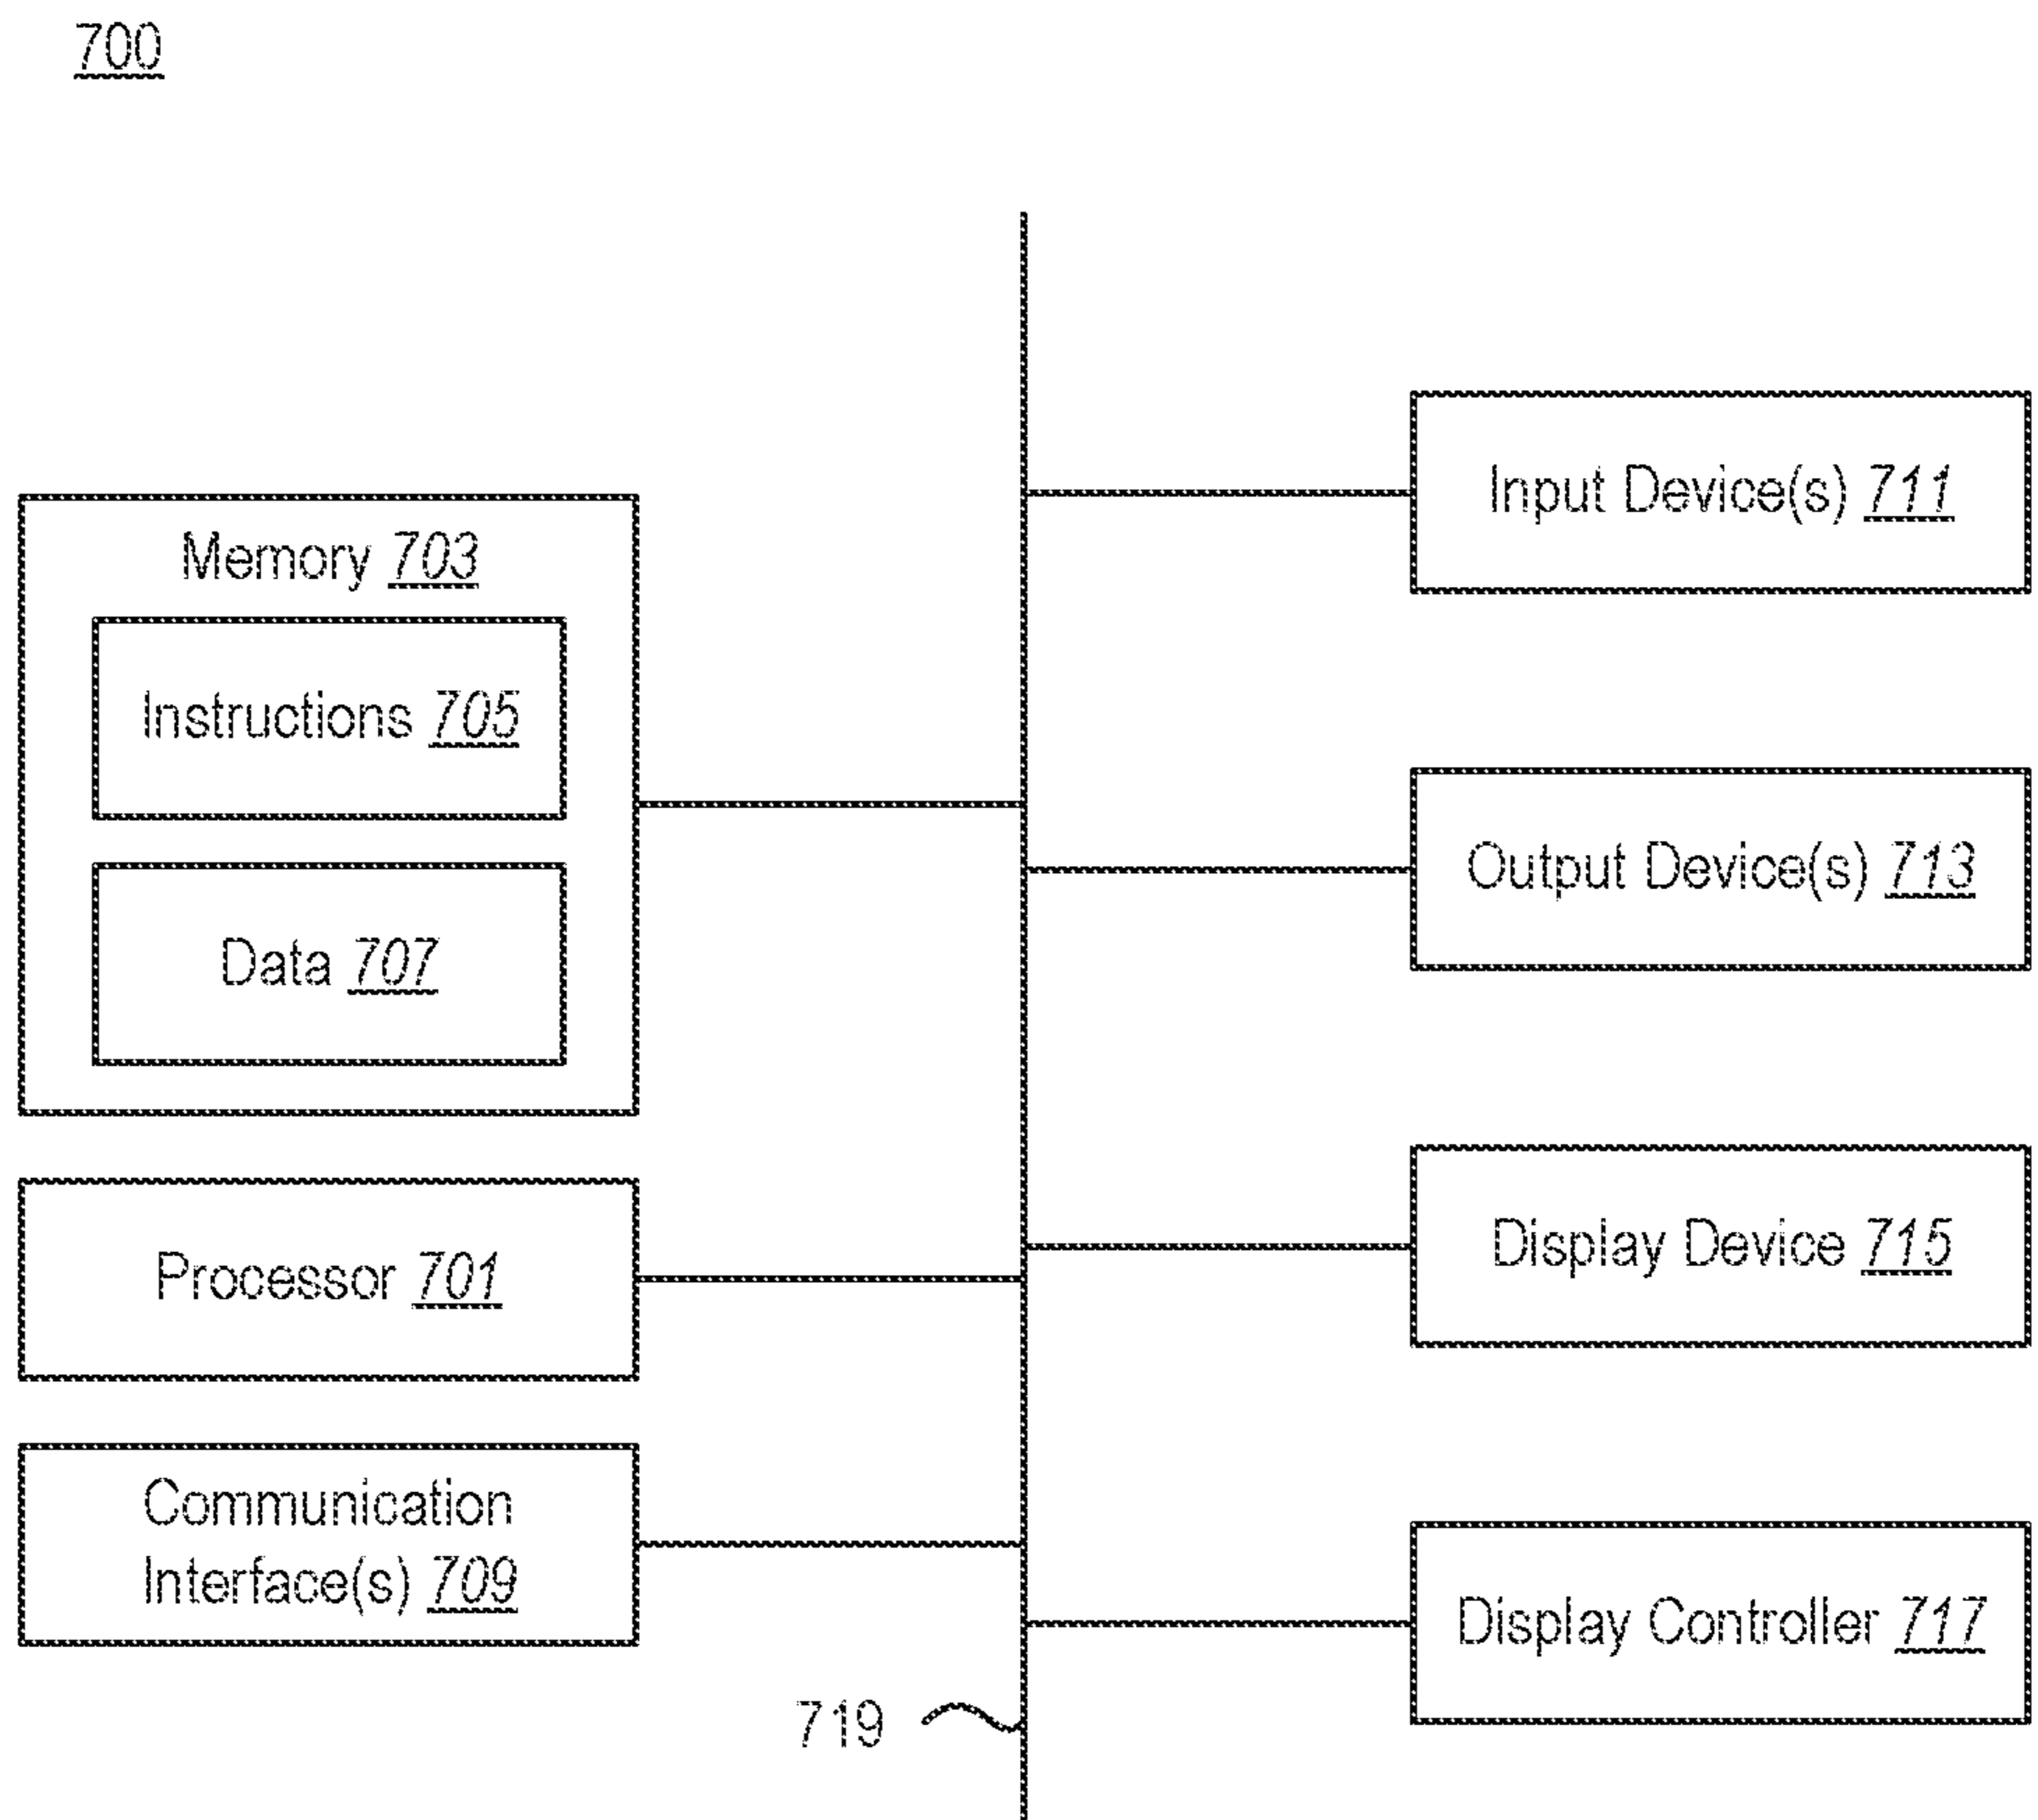 700
Memory 703
Instructions 705
Data 707
Processor 701
Communication
Interface(s) 709
Input Device(s) 711
Output Device(s) 713
Display Device 715
Display Controller 717
719